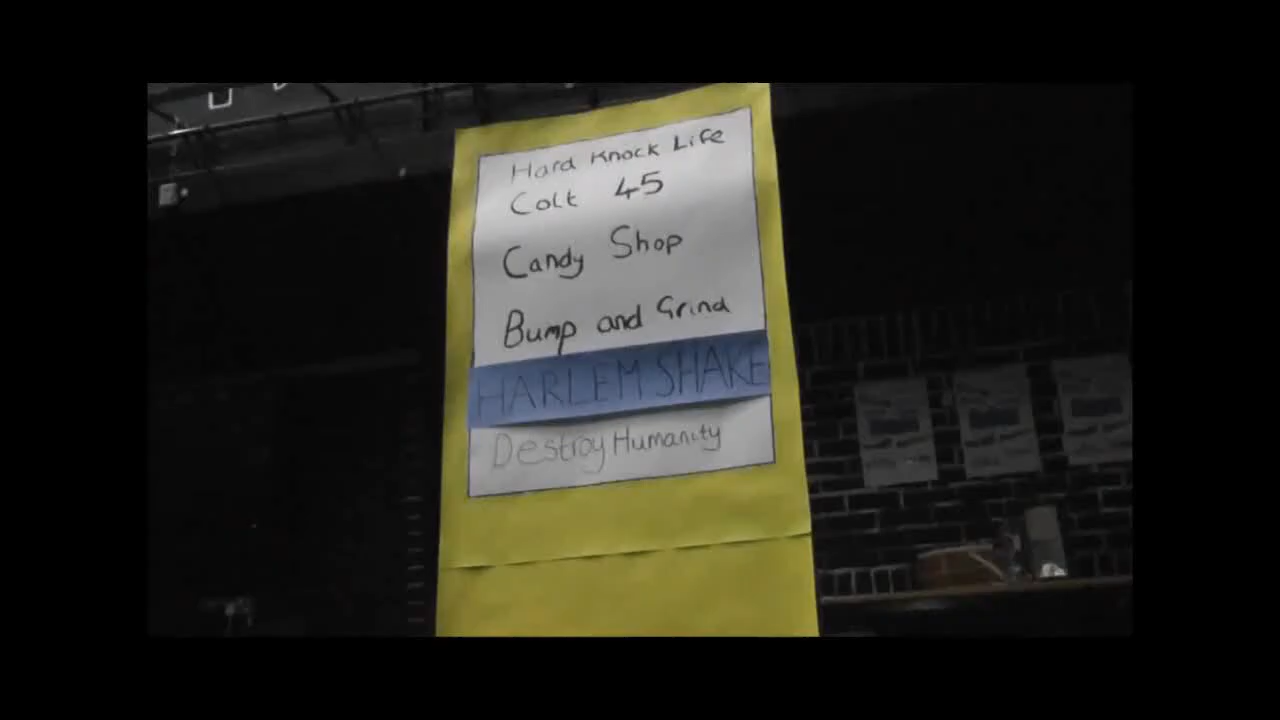 Hard Knock Life
Colt 45
Candy Shop
Bump and Grind
HARLEM SHAKE
Destroy Humanity